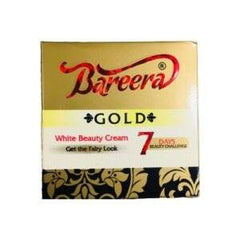 Bareera®
GOLD
White Beauty Cream
Get the Fairy Look
7 DAYS
BEAUTY CHALLENGE